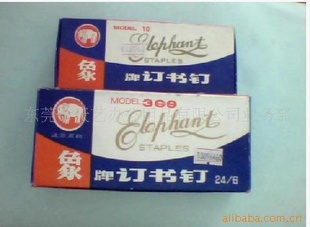 MODEL 10
Elephant
STAPLES
象
牌订书钉
MODEL 399
Elephant
STAPLES
象
牌订书钉
24/6
alibaba.com.cn